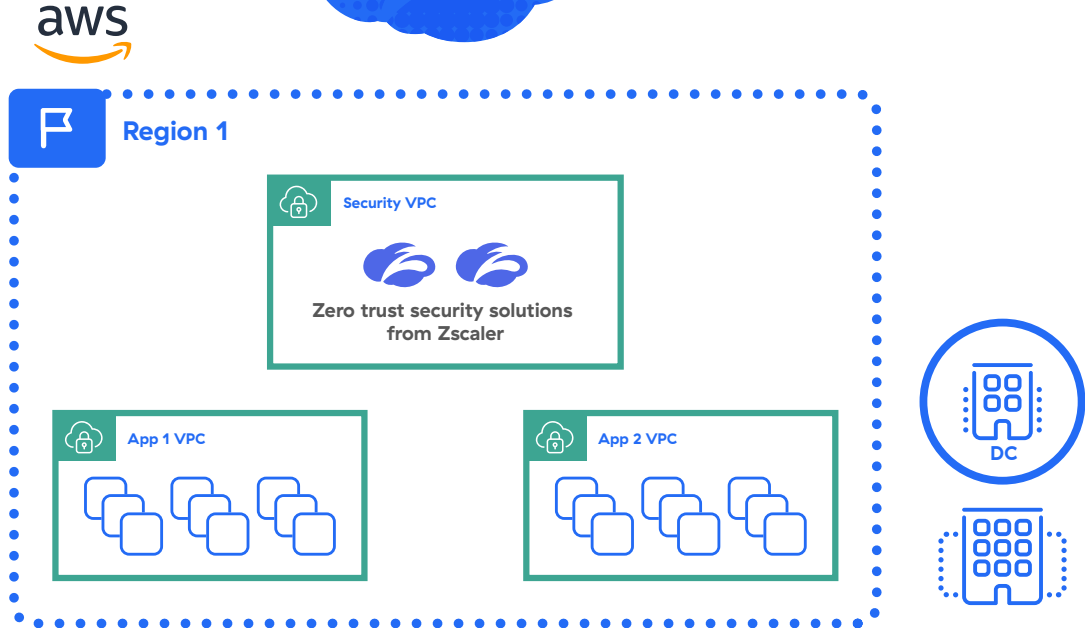 aws
Region 1
Security VPC
Zero trust security solutions
from Zscaler
App 1 VPC
App 2 VPC
DC